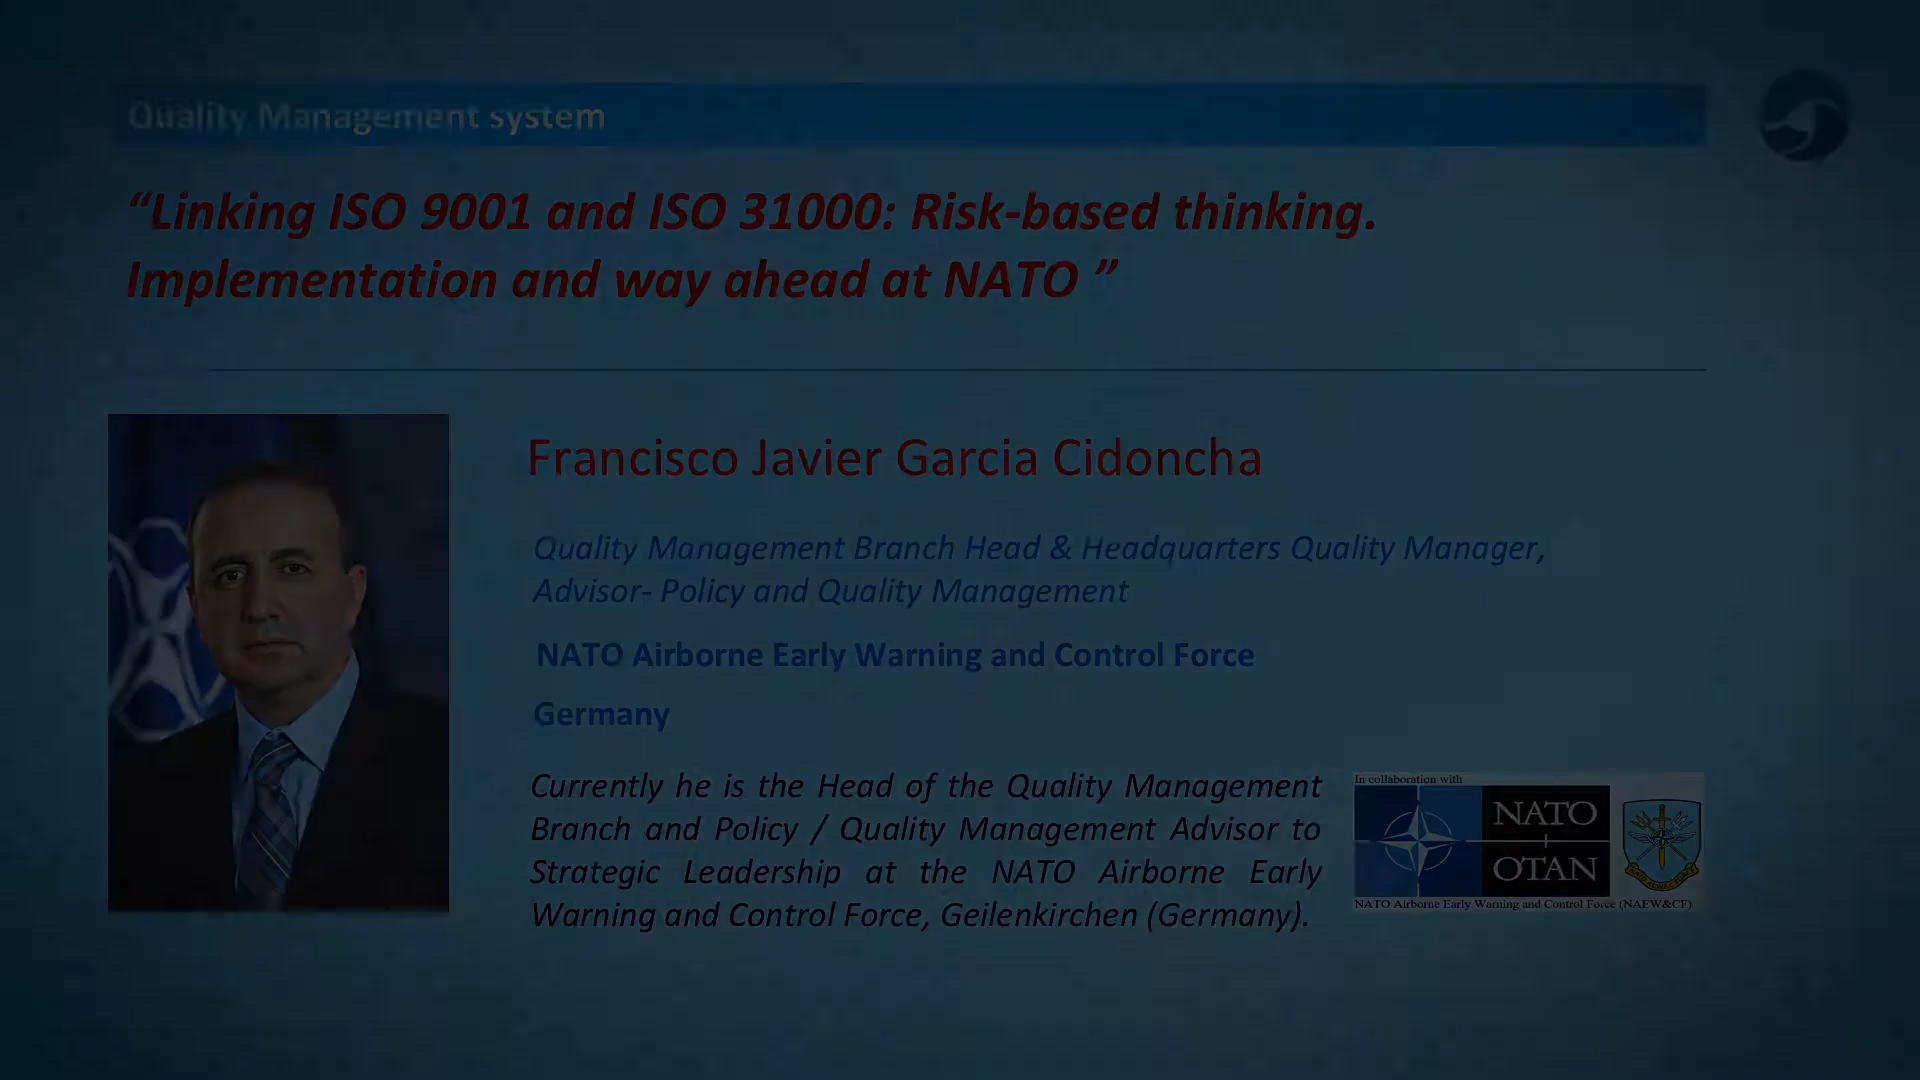 Quality Management system
“Linking ISO 9001 and ISO 31000: Risk-based thinking.
Implementation and way ahead at NATO ”
Francisco Javier Garcia Cidoncha
Quality Management Branch Head & Headquarters Quality Manager,
Advisor- Policy and Quality Management
NATO Airborne Early Warning and Control Force
Germany
Currently he is the Head of the Quality Management
Branch and Policy / Quality Management Advisor to
Strategic Leadership at the NATO Airborne Early
Warning and Control Force, Geilenkirchen (Germany).
In collaboration with
NATO
OTAN
NATO Airborne Early Warning and Control Force (NAEW&CF)